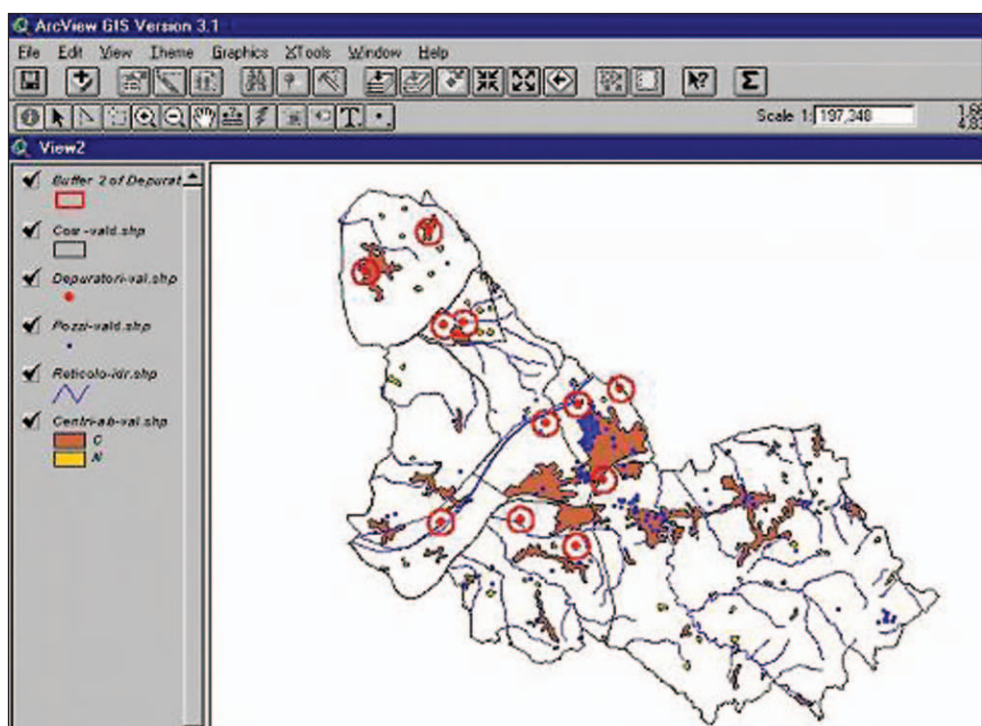 ArcView GIS Version 3.1
File Edit View Theme Graphics XTools Window Help
Scale 1: 197,348
View2
Buffer 2 of Depurat
Com-vald.shp
Depuratori-val.shp
Pozzi-vald.shp
Reticolo-idr.shp
Centri-ab-val.shp
C
N